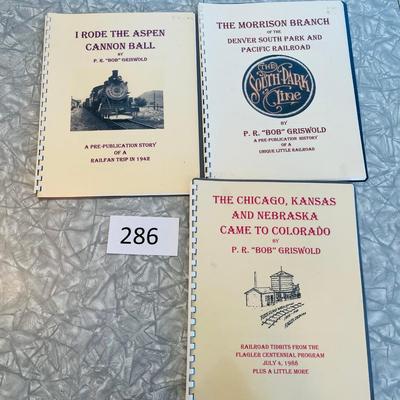 I RODE THE ASPEN
CANNON BALL
BY
P. R. "BOB" GRISWOLD
A PRE-PUBLICATION STORY
OF A
RAILFAN TRIP IN 1942
THE MORRISON BRANCH
OF THE
DENVER SOUTH PARK AND
PACIFIC RAILROAD
THE
SOUTH PARK
LINE
BY
P. R. "BOB" GRISWOLD
A PRE-PUBLICATION HISTORY
OF A
UNIQUE LITTLE RAILROAD
286
THE CHICAGO, KANSAS
AND NEBRASKA
CAME TO COLORADO
BY
P. R. "BOB" GRISWOLD
RAILROAD TIDBITS FROM THE
FLAGLER CENTENNIAL PROGRAM
JULY 4, 1988
PLUS A LITTLE MORE